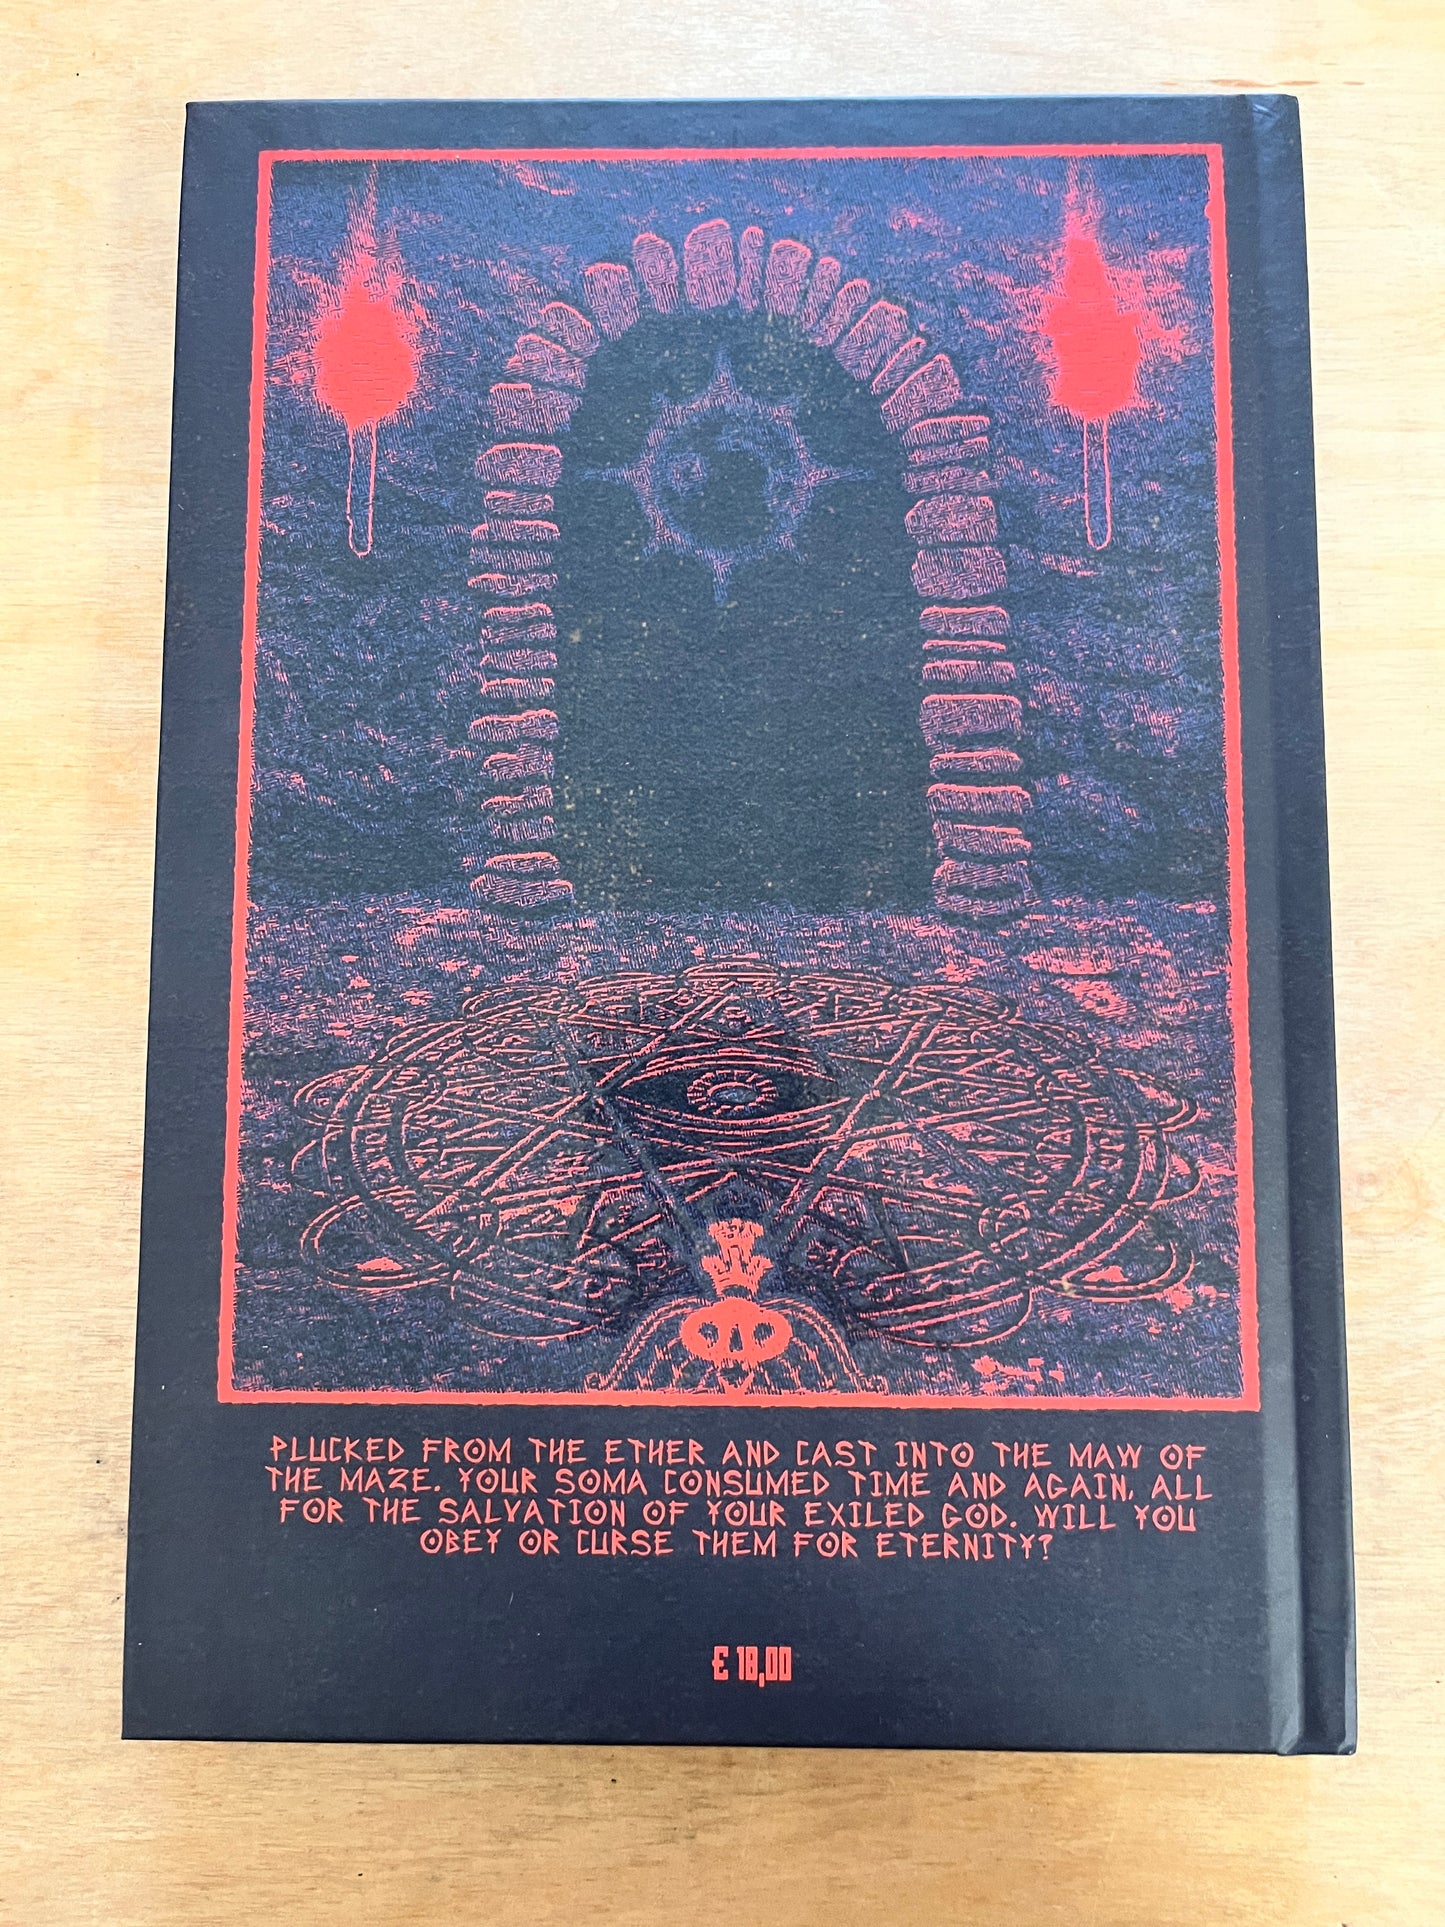 PLUCKED FROM THE ETHER AND CAST INTO THE MAW OF
THE MAZE. YOUR SOMA CONSUMED TIME AND AGAIN, ALL
FOR THE SALVATION OF YOUR EXILED GOD. WILL YOU
OBEY OR CURSE THEM FOR ETERNITY?
£ 18,00